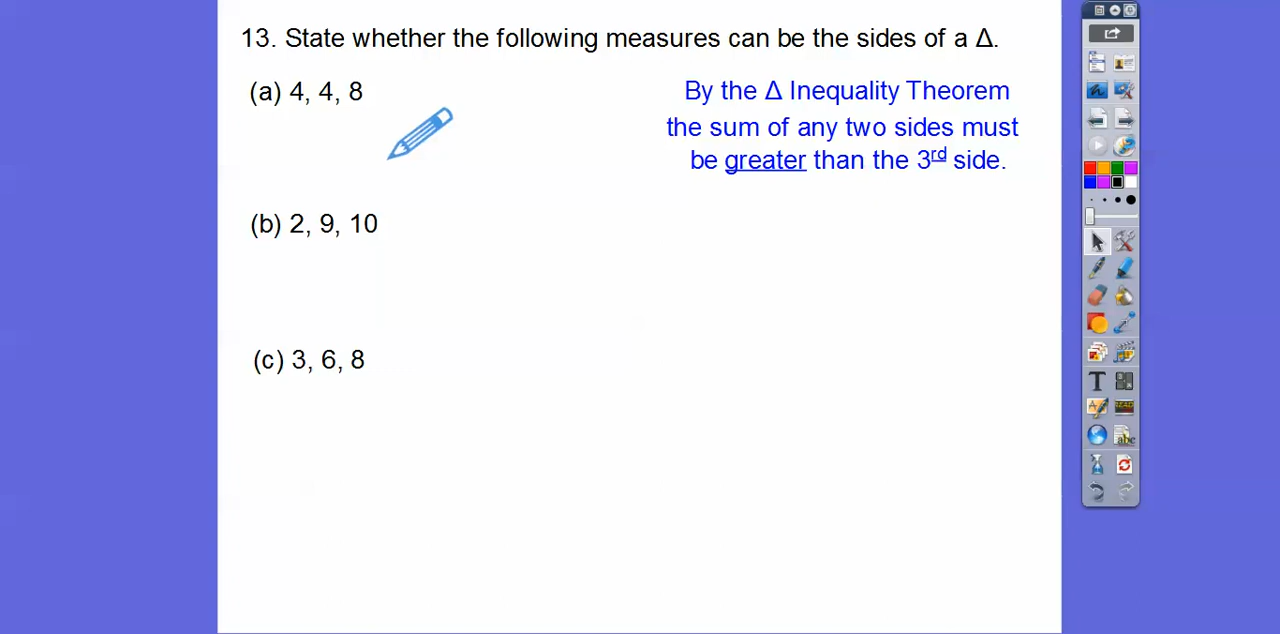 13. State whether the following measures can be the sides of a Δ.
(a) 4, 4, 8
By the Δ Inequality Theorem
the sum of any two sides must
be greater than the 3rd side.
(b) 2, 9, 10
(c) 3, 6, 8